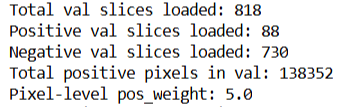 Total val slices loaded: 818
Positive val slices loaded: 88
Negative val slices loaded: 730
Total positive pixels in val: 138352
Pixel-level pos_weight: 5.0